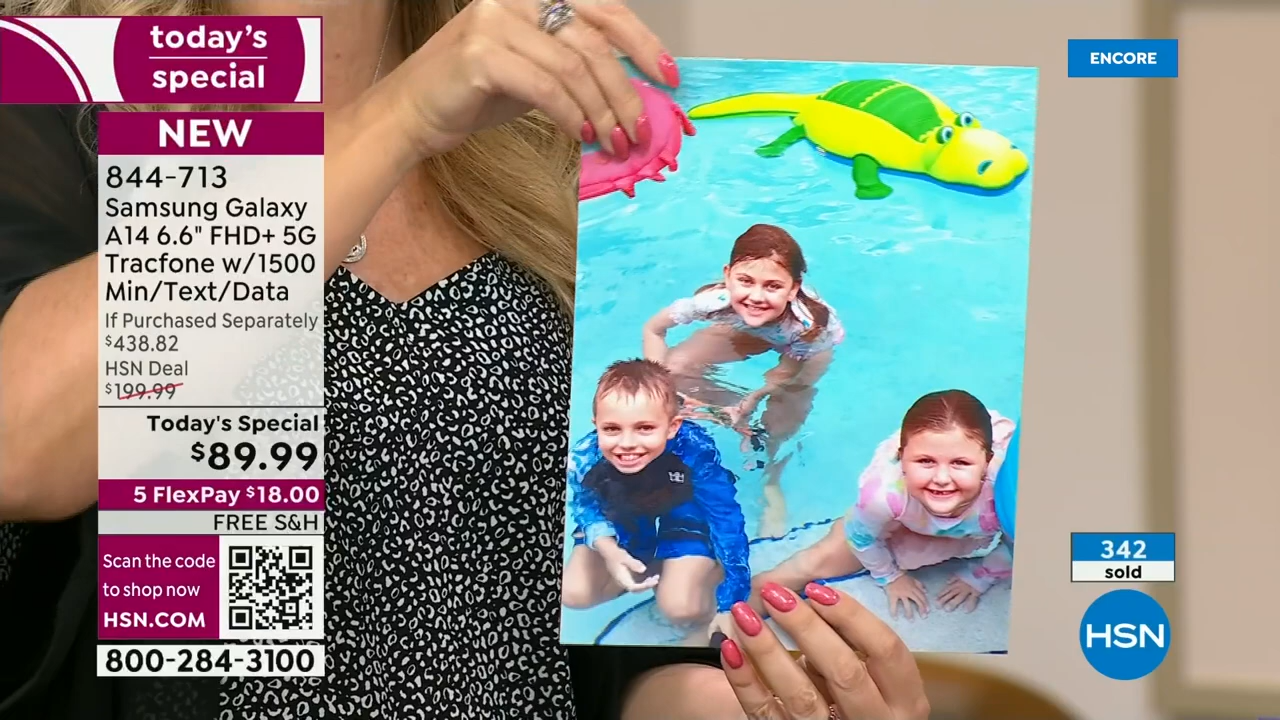 today's
special
NEW
844-713
Samsung Galaxy
A14 6.6" FHD+ 5G
Tracfone w/1500
Min/Text/Data
If Purchased Separately
$438.82
HSN Deal
$199.99
Today's Special
$89.99
5 FlexPay $18.00
FREE S&H
Scan the code
to shop now
HSN.COM
800-284-3100
ENCORE
342
sold
HSN